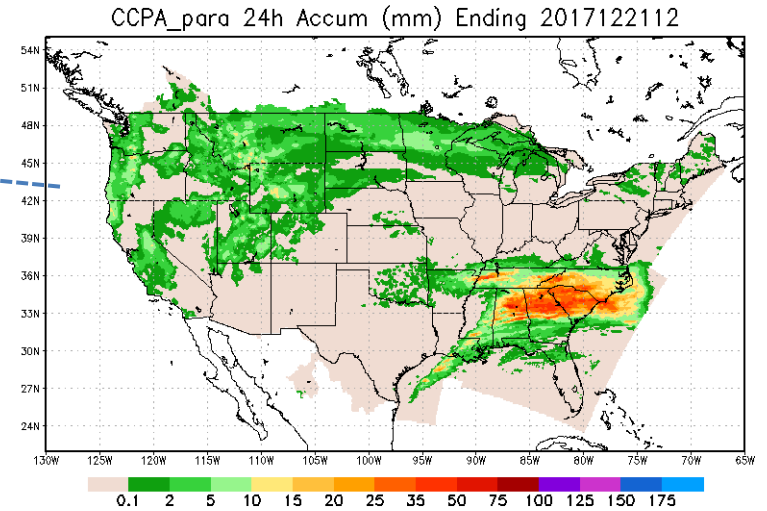 CCPA_para 24h Accum (mm) Ending 2017122112
54N
51N
48N
45N
42N
39N
36N
33N
30N
27N
24N
130W 125W 120W 115W 110W 105W 100W 95W 90W 85W 80W 75W 70W 65W
0.1 2 5 10 15 20 25 35 50 75 100 125 150 175